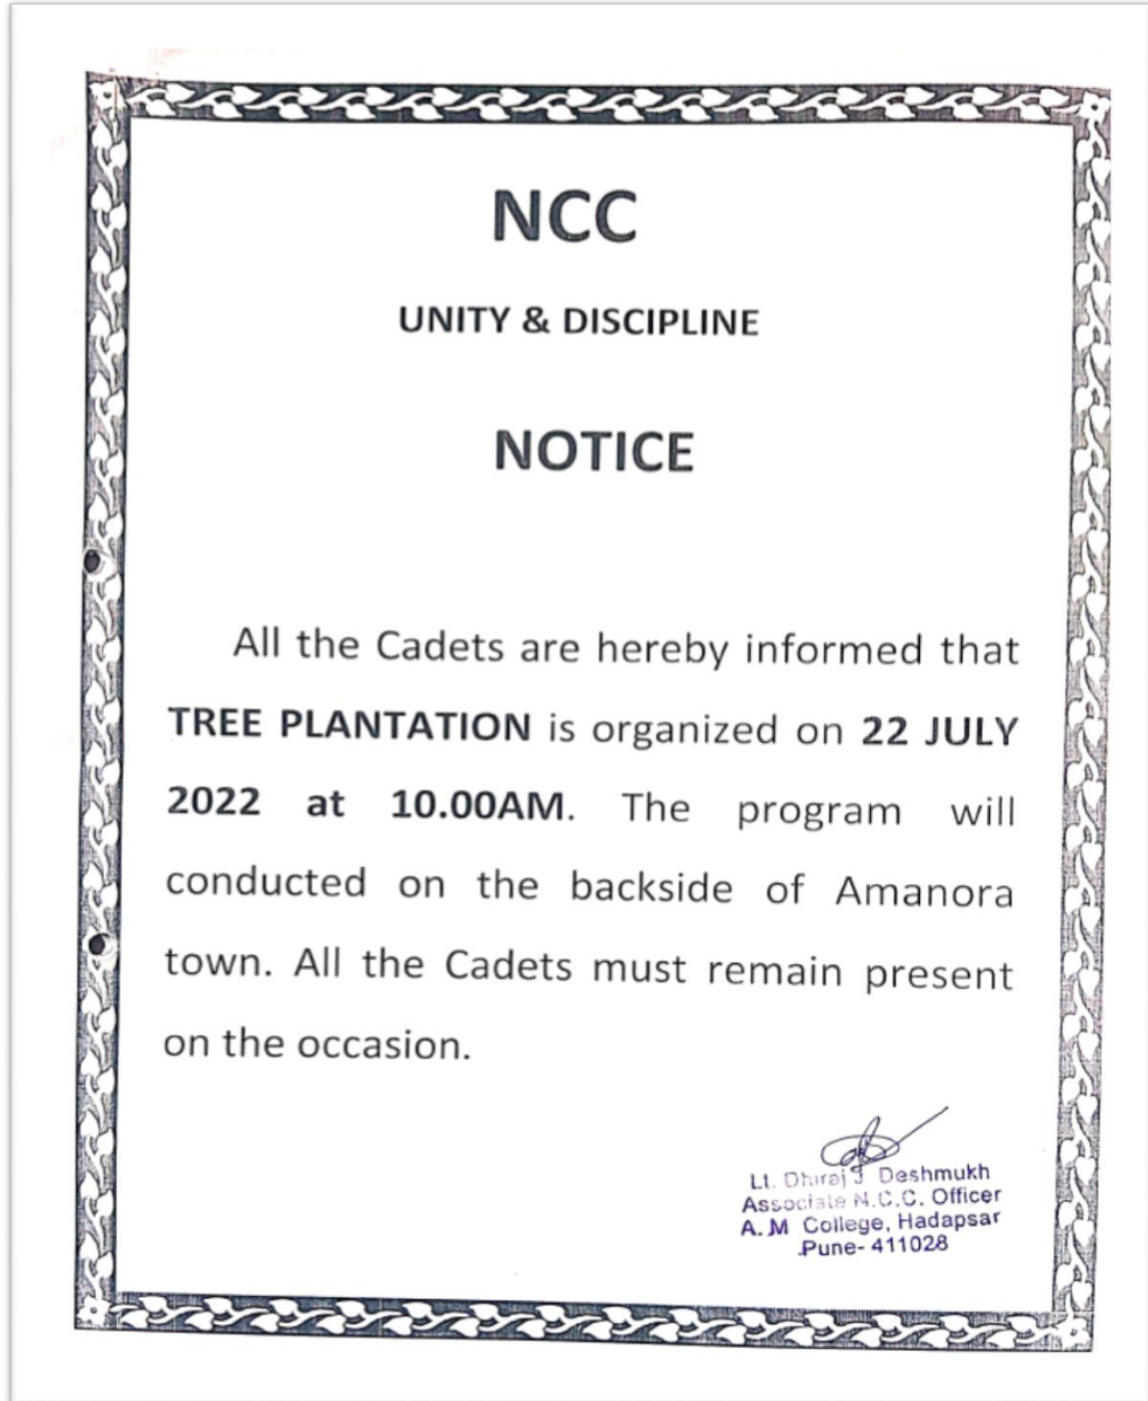 NCC
UNITY & DISCIPLINE
NOTICE
All the Cadets are hereby informed that
TREE PLANTATION is organized on 22 JULY
2022 at 10.00AM. The program will
conducted on the backside of Amanora
town. All the Cadets must remain present
on the occasion.
Lt. Dhiraj J Deshmukh
Associate N.C.C. Officer
A. M College, Hadapsar
Pune- 411028